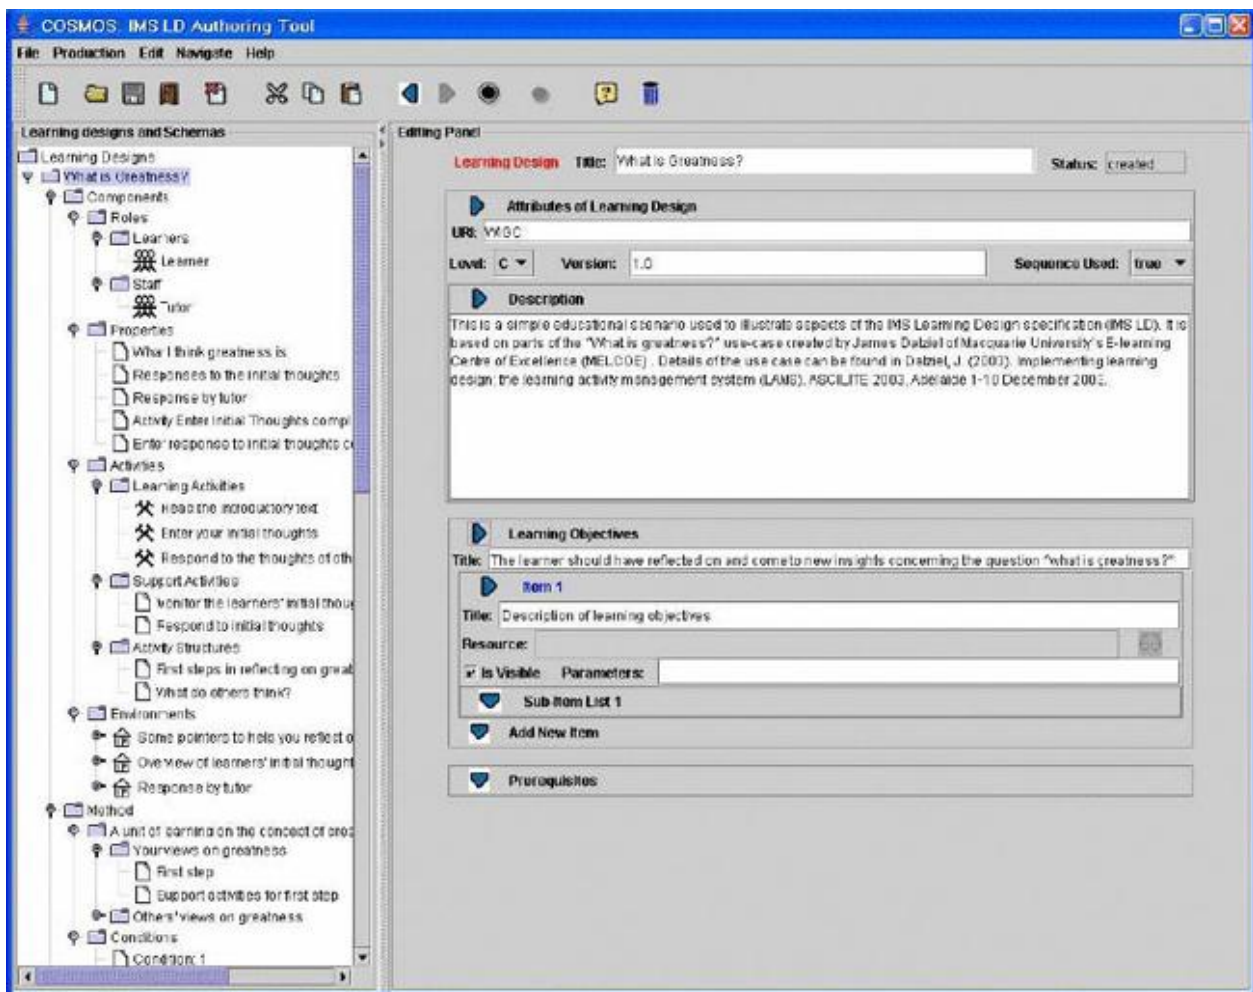 COSMOS: IMS LD Authoring Tool
File Production Edit Navigate Help
Learning designs and Schemas
Learning Designs
What is Greatness?
Components
Roles
Learners
Learner
Staff
Tutor
Properties
What I think greatness is
Responses to the initial thoughts
Response by tutor
Activity Enter Initial Thoughts compl
Enter response to initial thoughts c
Activities
Learning Activities
Read the introductory text
Enter your initial thoughts
Respond to the thoughts of oth
Support Activities
Monitor the learners' initial thoug
Respond to initial thoughts
Activity Structures
First steps in reflecting on great
What do others think?
Environments
Some pointers to help you reflect o
Overview of learners' initial thought
Response by tutor
Method
A unit of learning on the concept of grea
Your views on greatness
First step
Support activities for first step
Others' views on greatness
Conditions
Condition: 1
Editing Panel
Learning Design Title: What is Greatness? Status: created
Attributes of Learning Design
URI: WIGC
Level: C Version: 1.0 Sequence Used: true
Description
This is a simple educational scenario used to illustrate aspects of the IMS Learning Design specification (IMS LD). It is
based on parts of the "What is greatness?" use-case created by James Dalziel of Macquarie University's E-learning
Centre of Excellence (MELCOE) . Details of the use case can be found in Dalziel, J. (2003). Implementing learning
design: the learning activity management system (LAMS). ASCILITE 2003, Adelaide 1-10 December 2003.
Learning Objectives
Title: The learner should have reflected on and come to new insights concerning the question "what is greatness?"
Item 1
Title: Description of learning objectives
Resource:
Is Visible Parameters:
Sub-Item List 1
Add New Item
Prerequisites